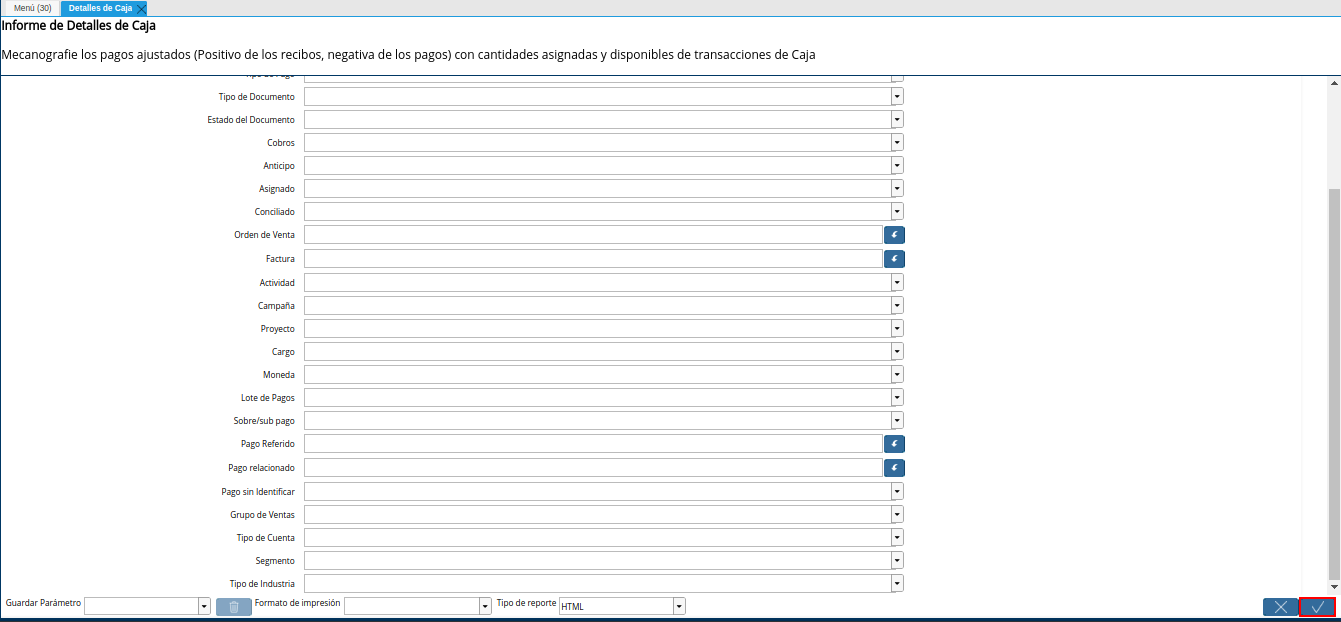 Menú (30) Detalles de Caja
Informe de Detalles de Caja
Mecanografie los pagos ajustados (Positivo de los recibos, negativa de los pagos) con cantidades asignadas y disponibles de transacciones de Caja
Tipo de Documento
Estado del Documento
Cobros
Anticipo
Asignado
Conciliado
Orden de Venta
Factura
Actividad
Campaña
Proyecto
Cargo
Moneda
Lote de Pagos
Sobre/sub pago
Pago Referido
Pago relacionado
Pago sin Identificar
Grupo de Ventas
Tipo de Cuenta
Segmento
Tipo de Industria
Guardar Parámetro Formato de impresión Tipo de reporte HTML